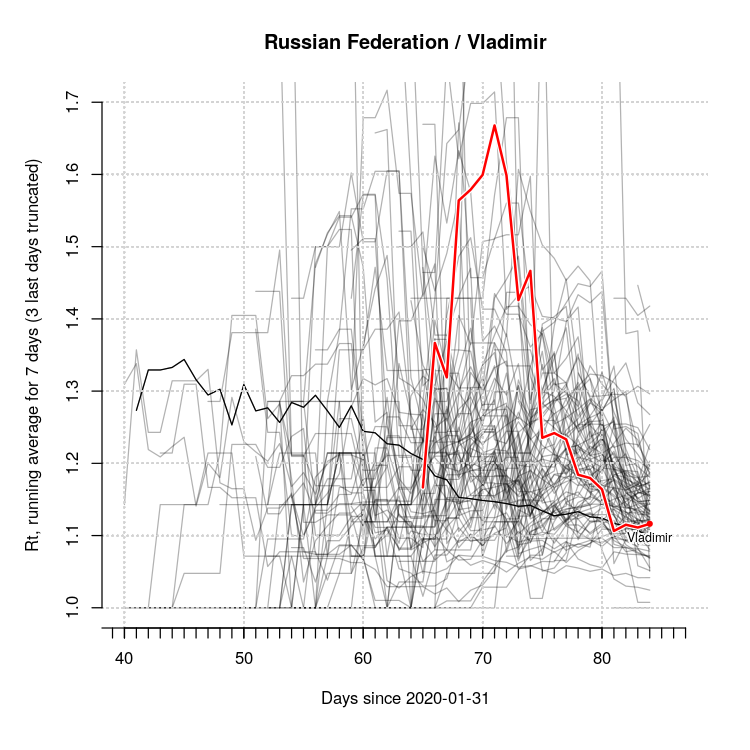 Russian Federation / Vladimir
Rt, running average for 7 days (3 last days truncated)
1.7
1.6
1.5
1.4
1.3
1.2
1.1
1.0
Vladimir
40 50 60 70 80
Days since 2020-01-31